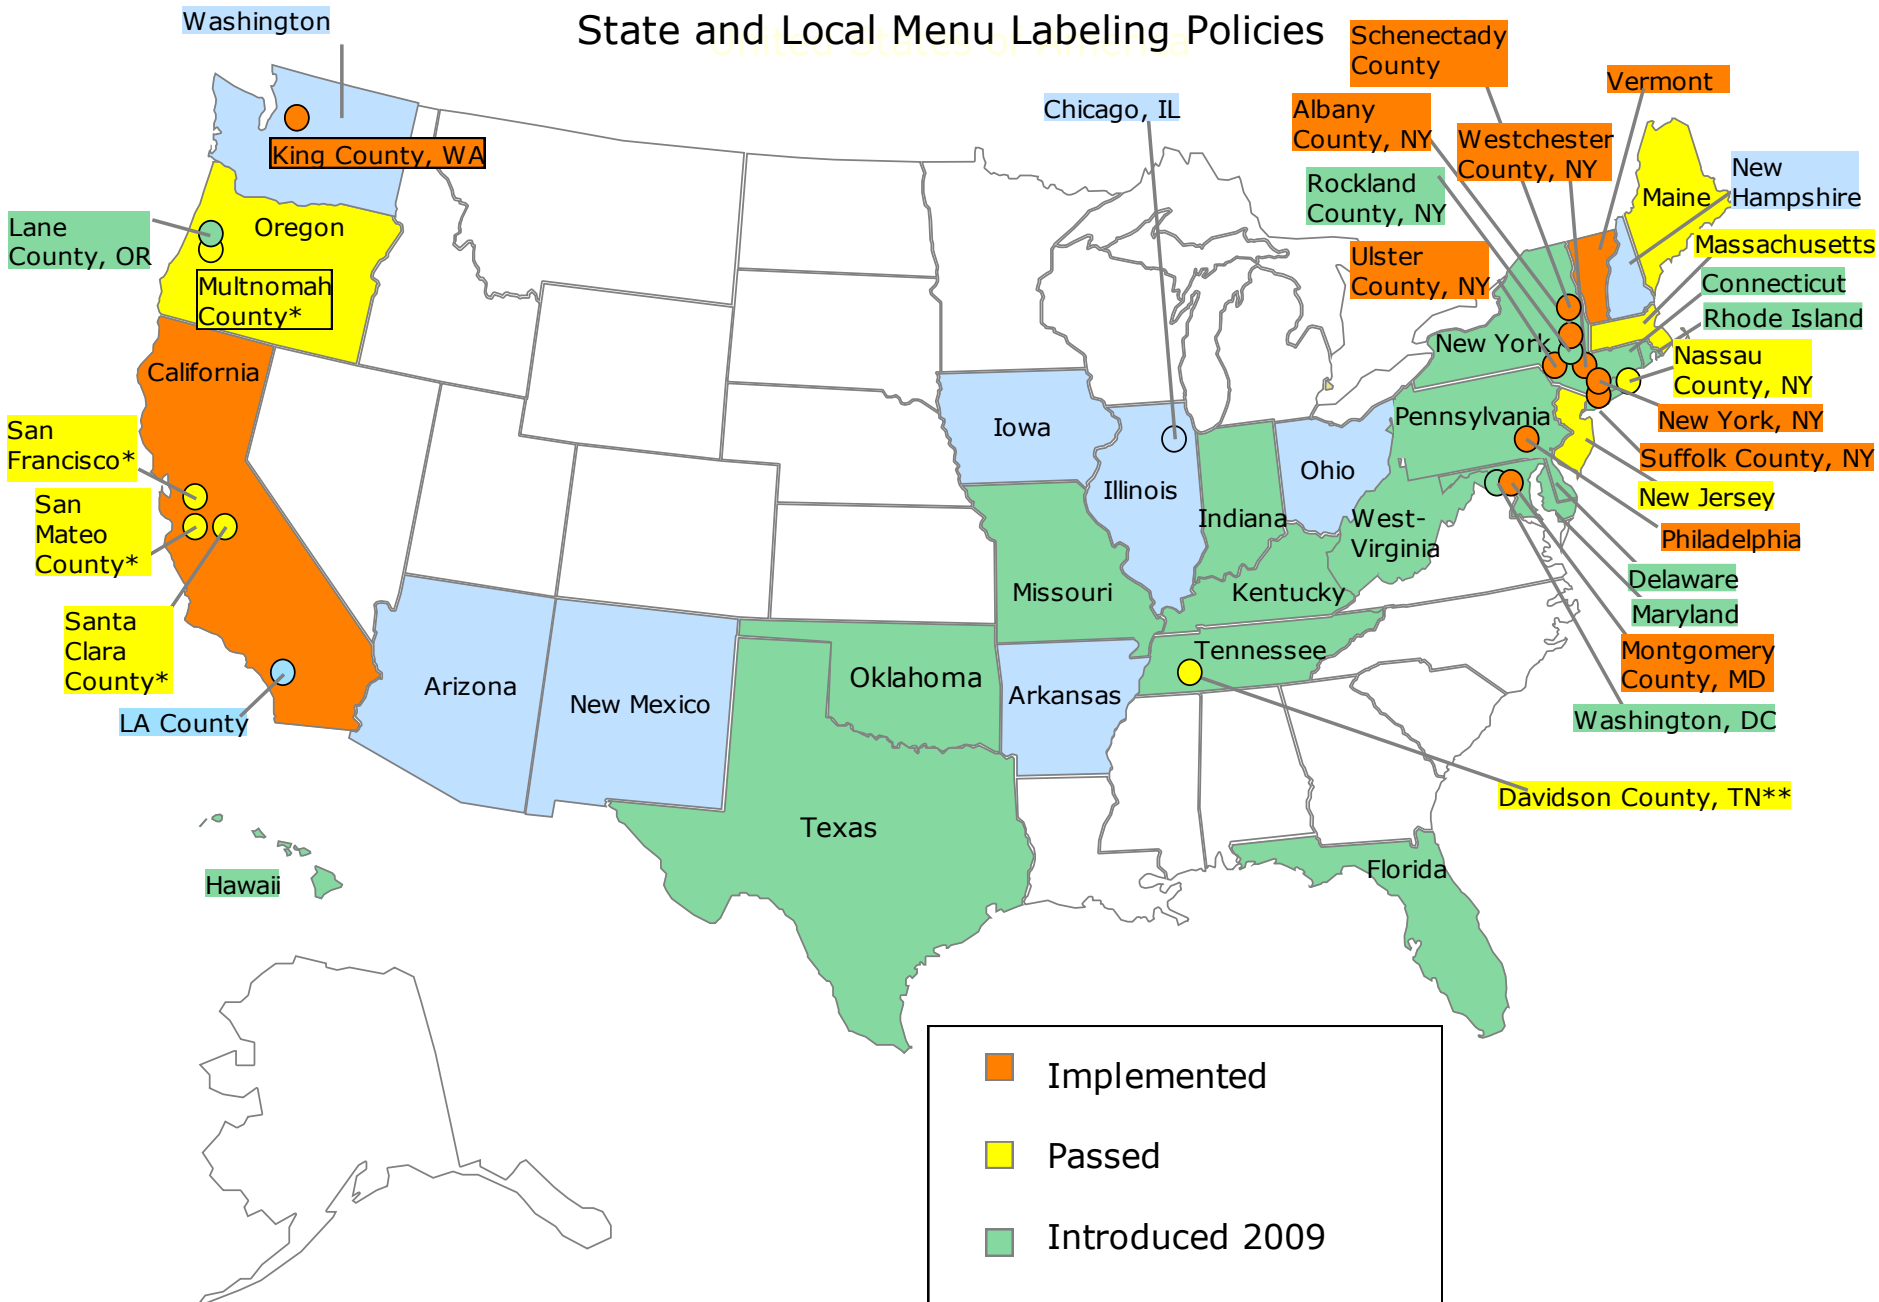 State and Local Menu Labeling Policies
United States of America
Washington
King County, WA
Lane
County, OR
Oregon
Multnomah
County*
California
San
Francisco*
San
Mateo
County*
Santa
Clara
County*
LA County
Hawaii
Arizona
New Mexico
Texas
Oklahoma
Arkansas
Missouri
Iowa
Illinois
Chicago, IL
Indiana
Ohio
Kentucky
Tennessee
West-
Virginia
Pennsylvania
New York
Florida
Schenectady
County
Albany
County, NY
Westchester
County, NY
Rockland
County, NY
Ulster
County, NY
Vermont
Maine
New
Hampshire
Massachusetts
Connecticut
Rhode Island
Nassau
County, NY
New York, NY
Suffolk County, NY
New Jersey
Philadelphia
Delaware
Maryland
Montgomery
County, MD
Washington, DC
Davidson County, TN**
Implemented
Passed
Introduced 2009